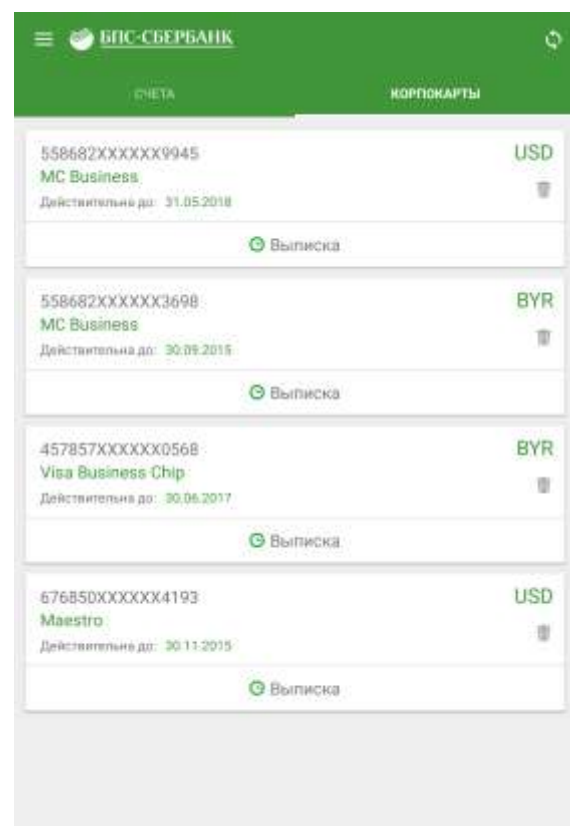 БПС-СБЕРБАНК
СЧЕТА
КОРПОКАРТЫ
558682XXXXXX9945
USD
MC Business
Действительна до: 31.05.2018
Выписка
558682XXXXXX3698
BYR
MC Business
Действительна до: 30.09.2015
Выписка
457857XXXXXX0568
BYR
Visa Business Chip
Действительна до: 30.06.2017
Выписка
676850XXXXXX4193
USD
Maestro
Действительна до: 30.11.2015
Выписка